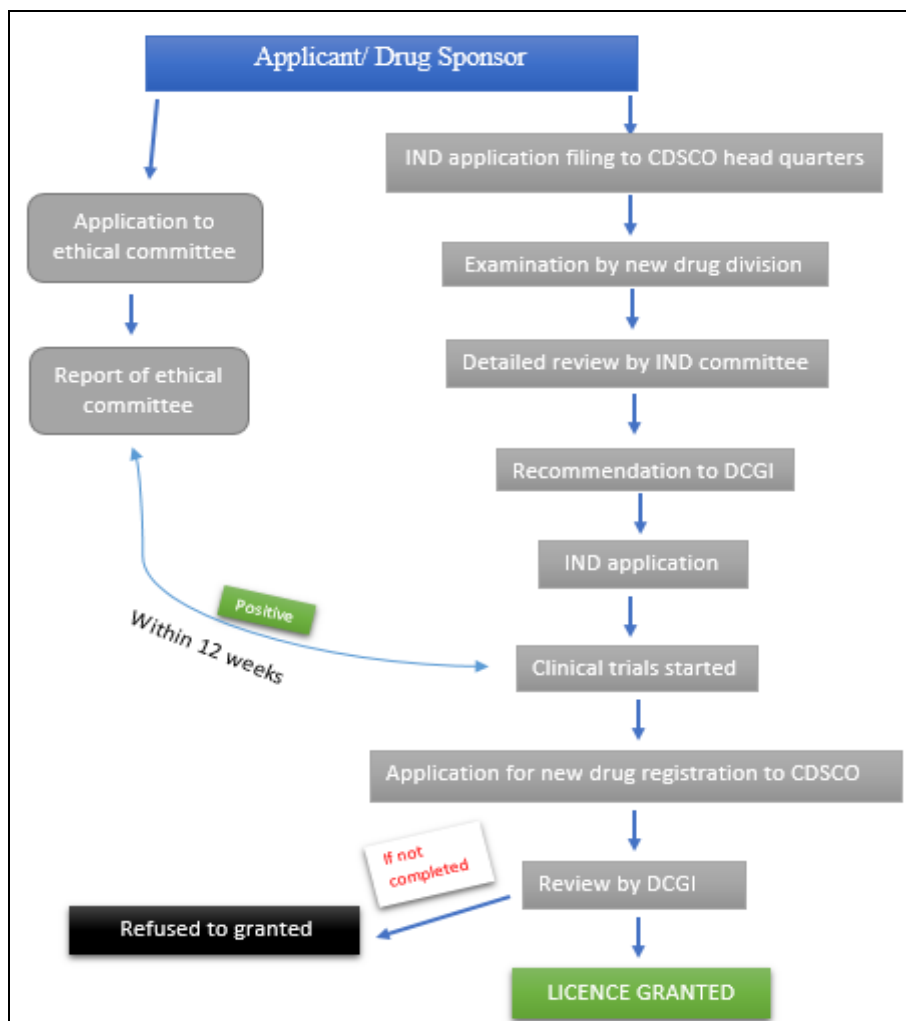 Applicant/ Drug Sponsor
IND application filing to CDSCO head quarters
Application to
ethical committee
Examination by new drug division
Report of ethical
committee
Detailed review by IND committee
Recommendation to DCGI
IND application
Positive
Within 12 weeks
Clinical trials started
Application for new drug registration to CDSCO
If not
completed
Review by DCGI
Refused to granted
LICENCE GRANTED